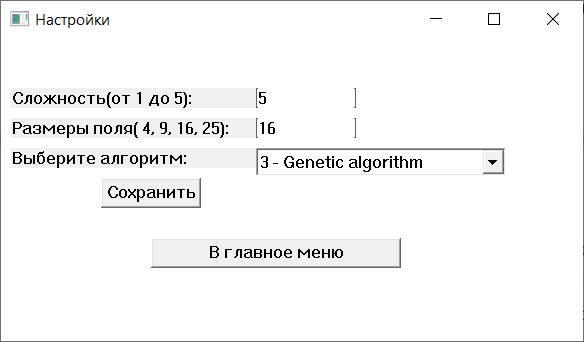 Настройки
Сложность(от 1 до 5): 5
Размеры поля( 4, 9, 16, 25): 16
Выберите алгоритм: 3 - Genetic algorithm
Сохранить
В главное меню